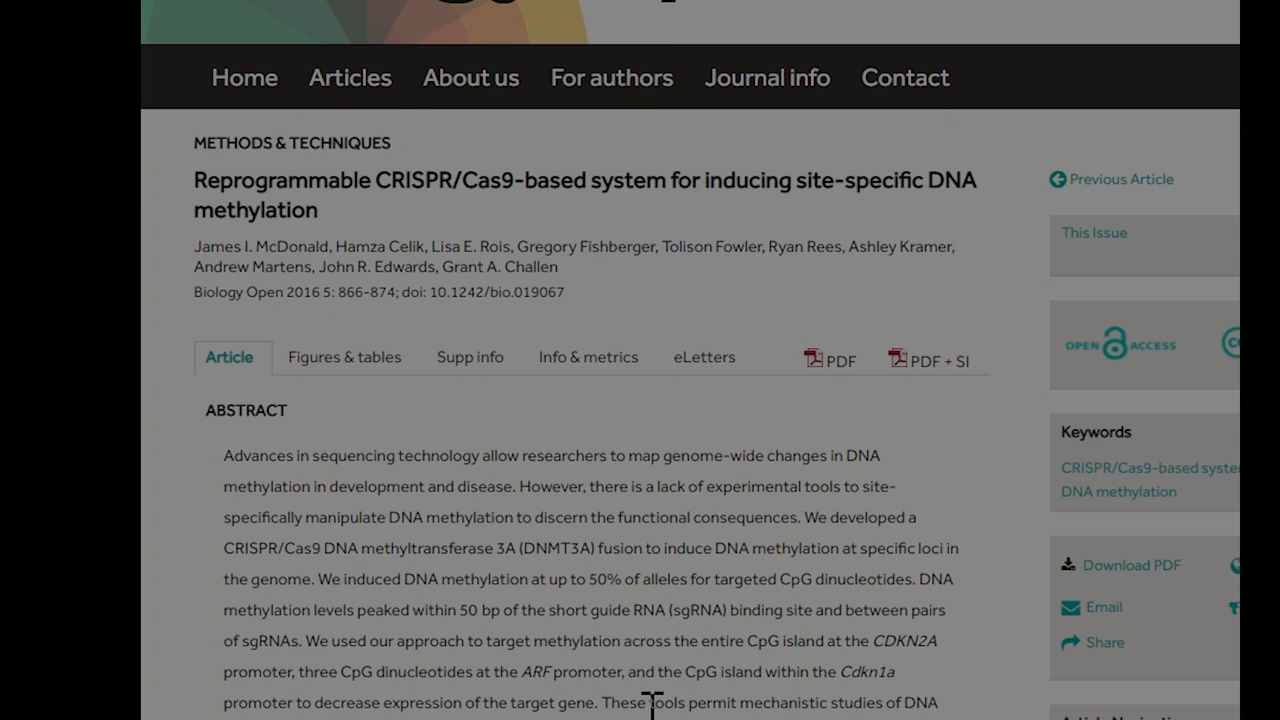 Home Articles About us For authors Journal info Contact
METHODS & TECHNIQUES
Reprogrammable CRISPR/Cas9-based system for inducing site-specific DNA
methylation
James I. McDonald, Hamza Celik, Lisa E. Rois, Gregory Fishberger, Tolison Fowler, Ryan Rees, Ashley Kramer,
Andrew Martens, John R. Edwards, Grant A. Challen
Biology Open 2016 5: 866-874; doi: 10.1242/bio.019067
Article Figures & tables Supp info Info & metrics eLetters PDF PDF + SI
ABSTRACT
Advances in sequencing technology allow researchers to map genome-wide changes in DNA
methylation in development and disease. However, there is a lack of experimental tools to site-
specifically manipulate DNA methylation to discern the functional consequences. We developed a
CRISPR/Cas9 DNA methyltransferase 3A (DNMT3A) fusion to induce DNA methylation at specific loci in
the genome. We induced DNA methylation at up to 50% of alleles for targeted CpG dinucleotides. DNA
methylation levels peaked within 50 bp of the short guide RNA (sgRNA) binding site and between pairs
of sgRNAs. We used our approach to target methylation across the entire CpG island at the CDKN2A
promoter, three CpG dinucleotides at the ARF promoter, and the CpG island within the Cdkn1a
promoter to decrease expression of the target gene. These tools permit mechanistic studies of DNA
Previous Article
This Issue
OPEN ACCESS
Keywords
CRISPR/Cas9-based syste
DNA methylation
Download PDF
Email
Share